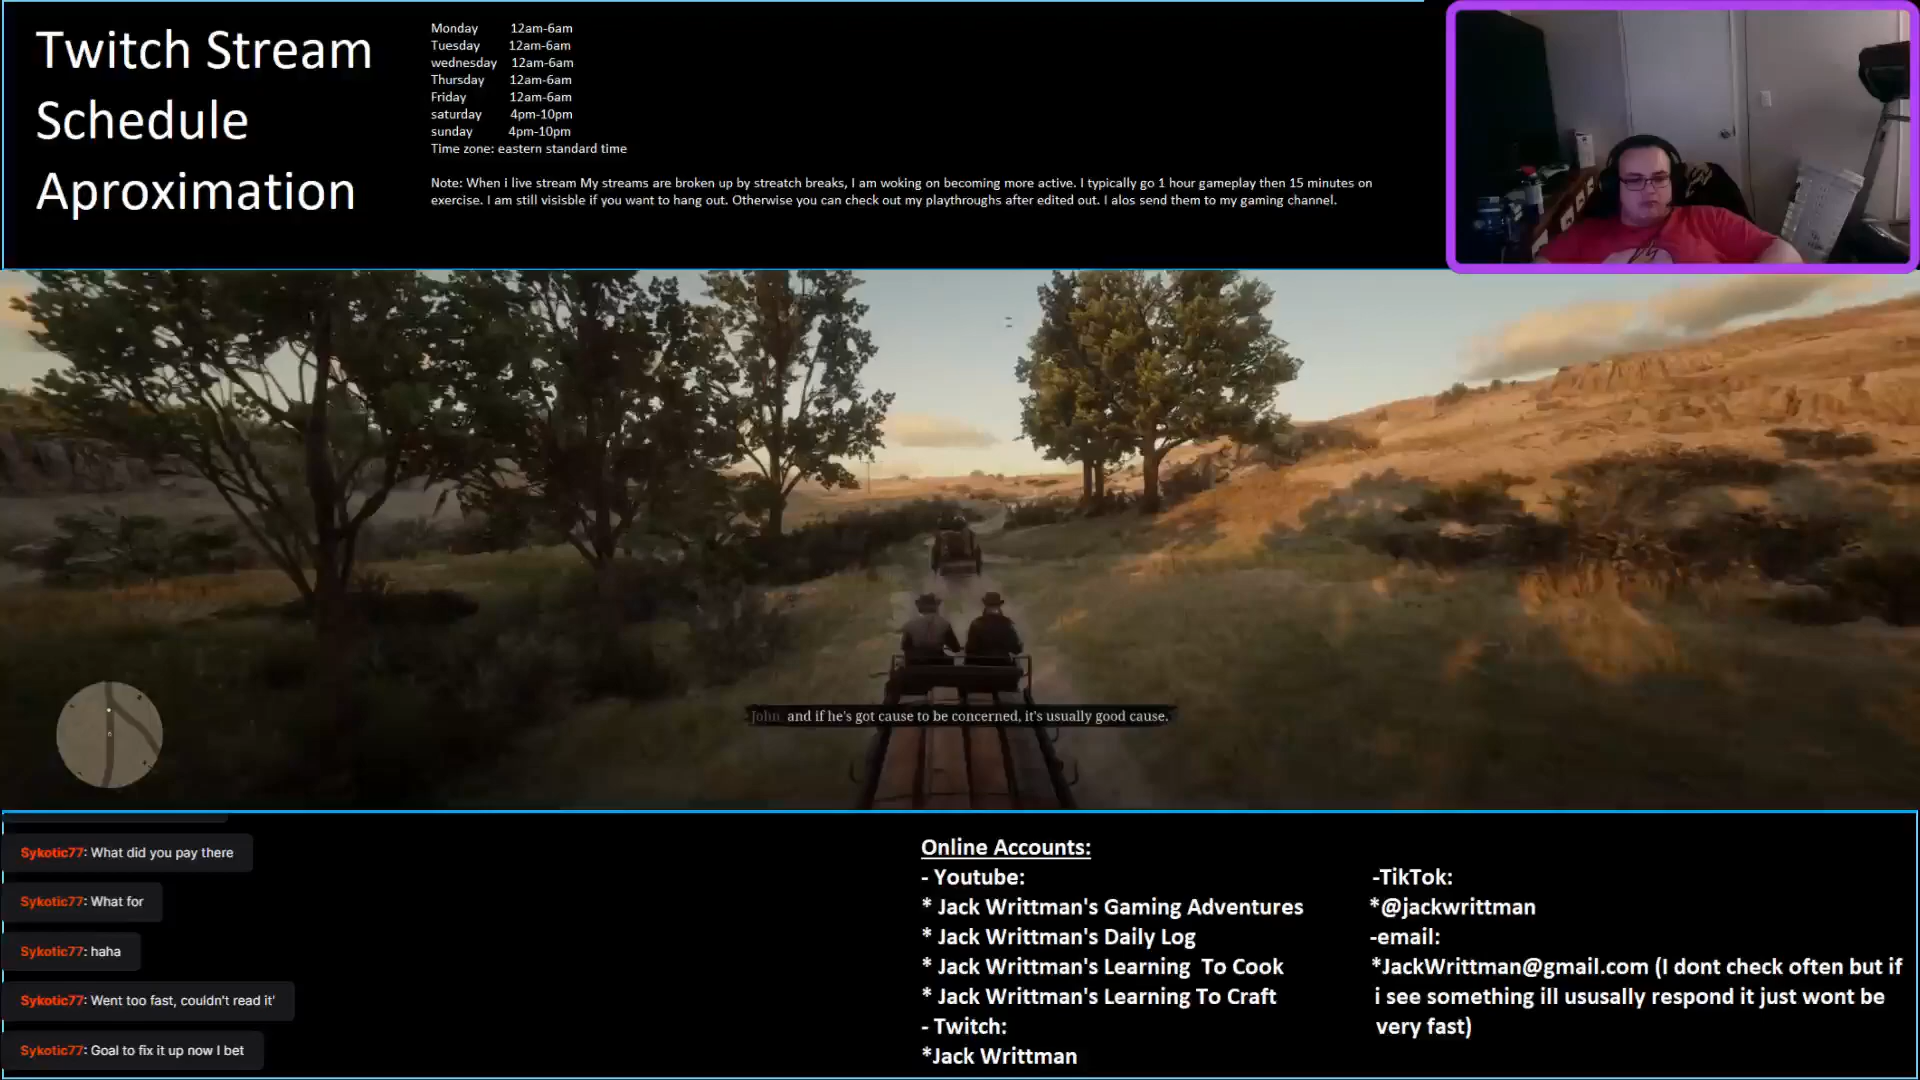 Twitch Stream
Schedule
Aproximation
Monday 12am-6am
Tuesday 12am-6am
wednesday 12am-6am
Thursday 12am-6am
Friday 12am-6am
saturday 4pm-10pm
sunday 4pm-10pm
Time zone: eastern standard time
Note: When i live stream My streams are broken up by streatch breaks, I am woking on becoming more active. I typically go 1 hour gameplay then 15 minutes on
exercise. I am still visisble if you want to hang out. Otherwise you can check out my playthroughs after edited out. I alos send them to my gaming channel.
John, and if he's got cause to be concerned, it's usually good cause.
Sykotic77: What did you pay there
Sykotic77: What for
Sykotic77: haha
Sykotic77: Went too fast, couldn't read it'
Sykotic77: Goal to fix it up now I bet
Online Accounts:
- Youtube:
* Jack Writtman's Gaming Adventures
* Jack Writtman's Daily Log
* Jack Writtman's Learning To Cook
* Jack Writtman's Learning To Craft
- Twitch:
*Jack Writtman
-TikTok:
*@jackwrittman
-email:
*JackWrittman@gmail.com (I dont check often but if
i see something ill ususally respond it just wont be
very fast)